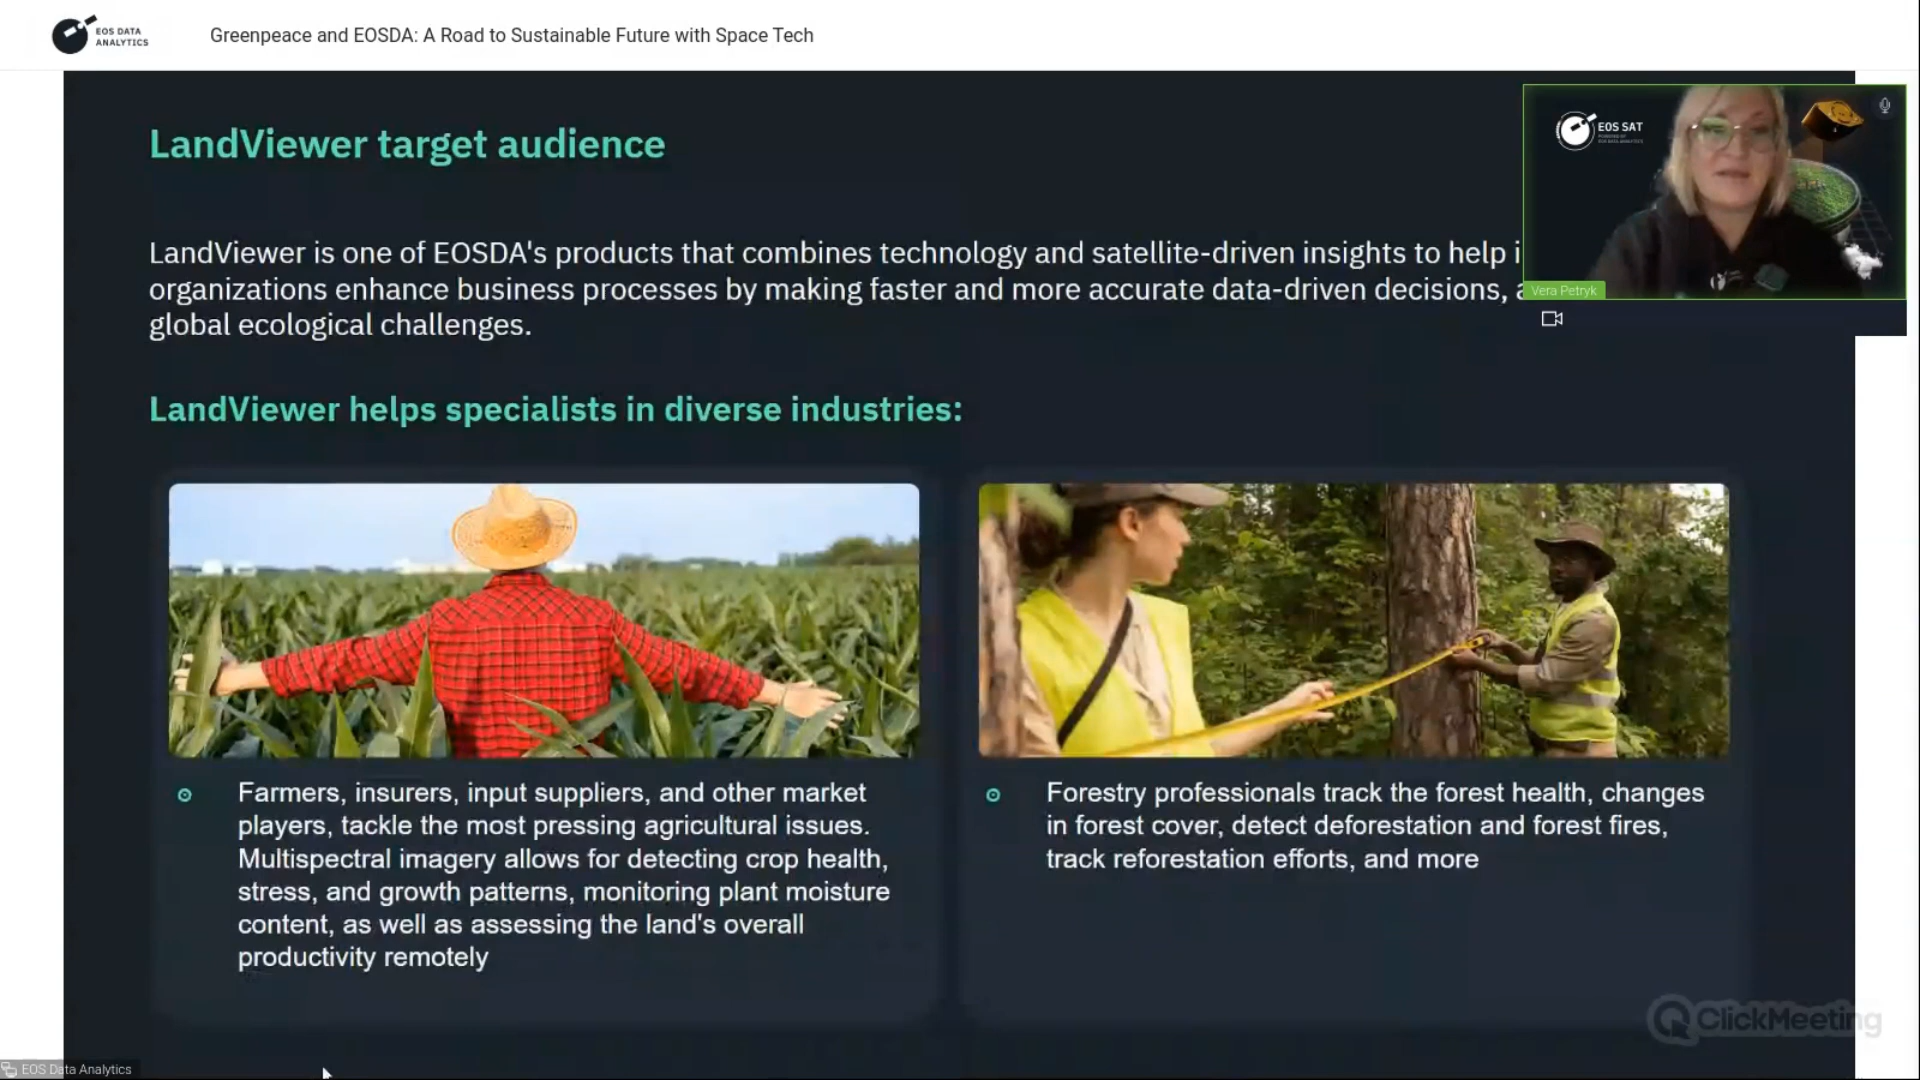 EOS DATA
ANALYTICS
Greenpeace and EOSDA: A Road to Sustainable Future with Space Tech
LandViewer target audience
EOS SAT
LandViewer is one of EOSDA's products that combines technology and satellite-driven insights to help
organizations enhance business processes by making faster and more accurate data-driven decisions,
global ecological challenges.
Vera Petryk
LandViewer helps specialists in diverse industries:
Farmers, insurers, input suppliers, and other market
players, tackle the most pressing agricultural issues.
Multispectral imagery allows for detecting crop health,
stress, and growth patterns, monitoring plant moisture
content, as well as assessing the land's overall
productivity remotely
Forestry professionals track the forest health, changes
in forest cover, detect deforestation and forest fires,
track reforestation efforts, and more
ClickMeeting
EOS Data Analytics